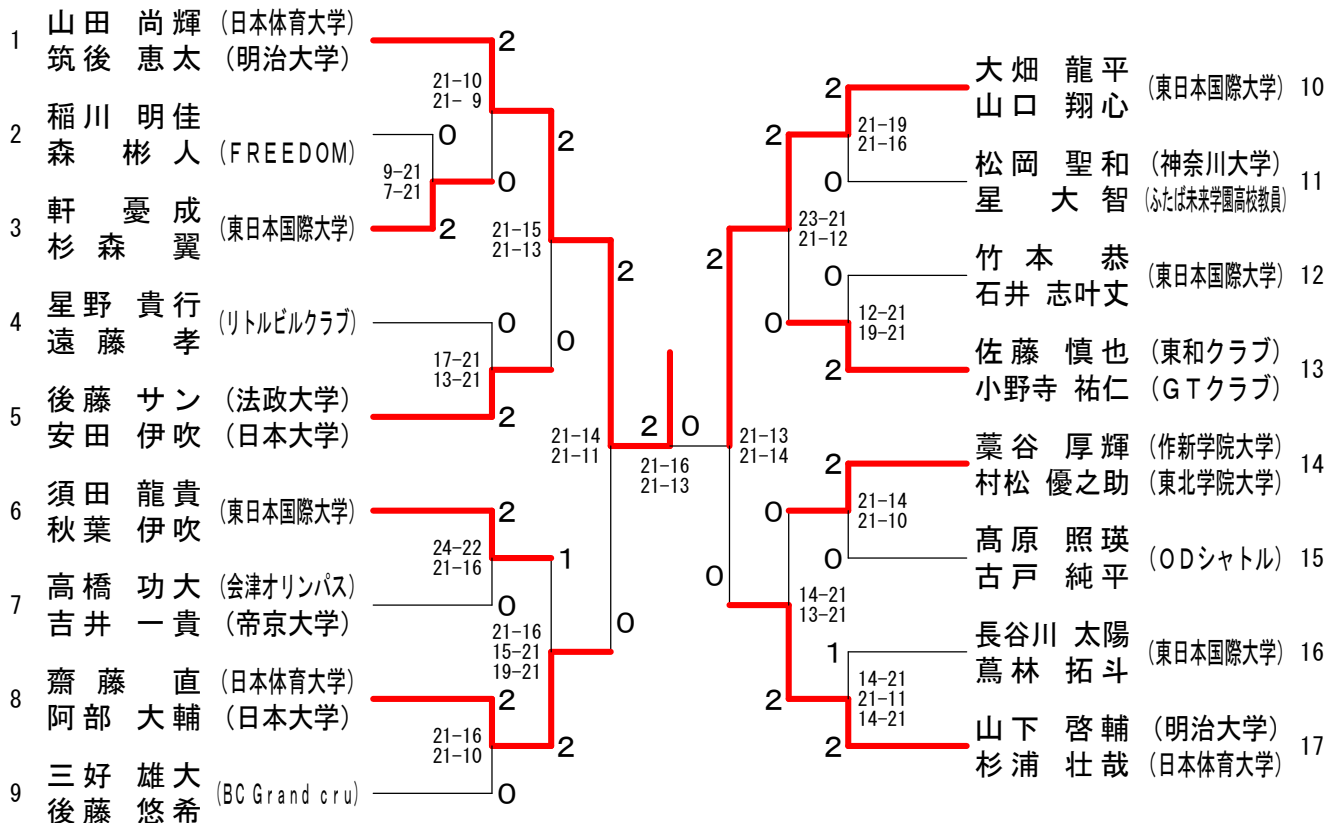 1 山田 尚輝 (日本体育大学)
筑後 恵太 (明治大学)
2 稲川 明佳
森 彬人 (FREEDOM)
3 軒 憂成
杉森 翼 (東日本国際大学)
4 星野 貴行
遠藤 孝 (リトルビルクラブ)
5 後藤 サン (法政大学)
安田 伊吹 (日本大学)
6 須田 龍貴
秋葉 伊吹 (東日本国際大学)
7 高橋 功大 (会津オリンパス)
吉井 一貴 (帝京大学)
8 齋藤 直 (日本体育大学)
阿部 大輔 (日本大学)
9 三好 雄大
後藤 悠希 (BC Grand cru)
2
21-10
21- 9
0
0
9-21
7-21
2
2
21-15
21-13
0
0
17-21
13-21
2
2
21-14
21-11
0
2
24-22
21-16
0
1
21-16
15-21
19-21
2
2
21-16
21-10
0
2 0
21-16
21-13
2
21-13
21-14
0
2
23-21
21-12
0
2
21-19
21-16
0
0
12-21
19-21
2
0
14-21
13-21
2
2
21-14
21-10
0
1
14-21
21-11
14-21
2
大畑 龍平
山口 翔心 (東日本国際大学) 10
松岡 聖和 (神奈川大学)
星 大智 (ふたば未来学園高校教員) 11
竹本 恭
石井 志叶丈 (東日本国際大学) 12
佐藤 慎也 (東和クラブ)
小野寺 祐仁 (GTクラブ) 13
藁谷 厚輝 (作新学院大学)
村松 優之助 (東北学院大学) 14
髙原 照瑛
古戸 純平 (ODシャトル) 15
長谷川 太陽
蔦林 拓斗 (東日本国際大学) 16
山下 啓輔 (明治大学)
杉浦 壮哉 (日本体育大学) 17